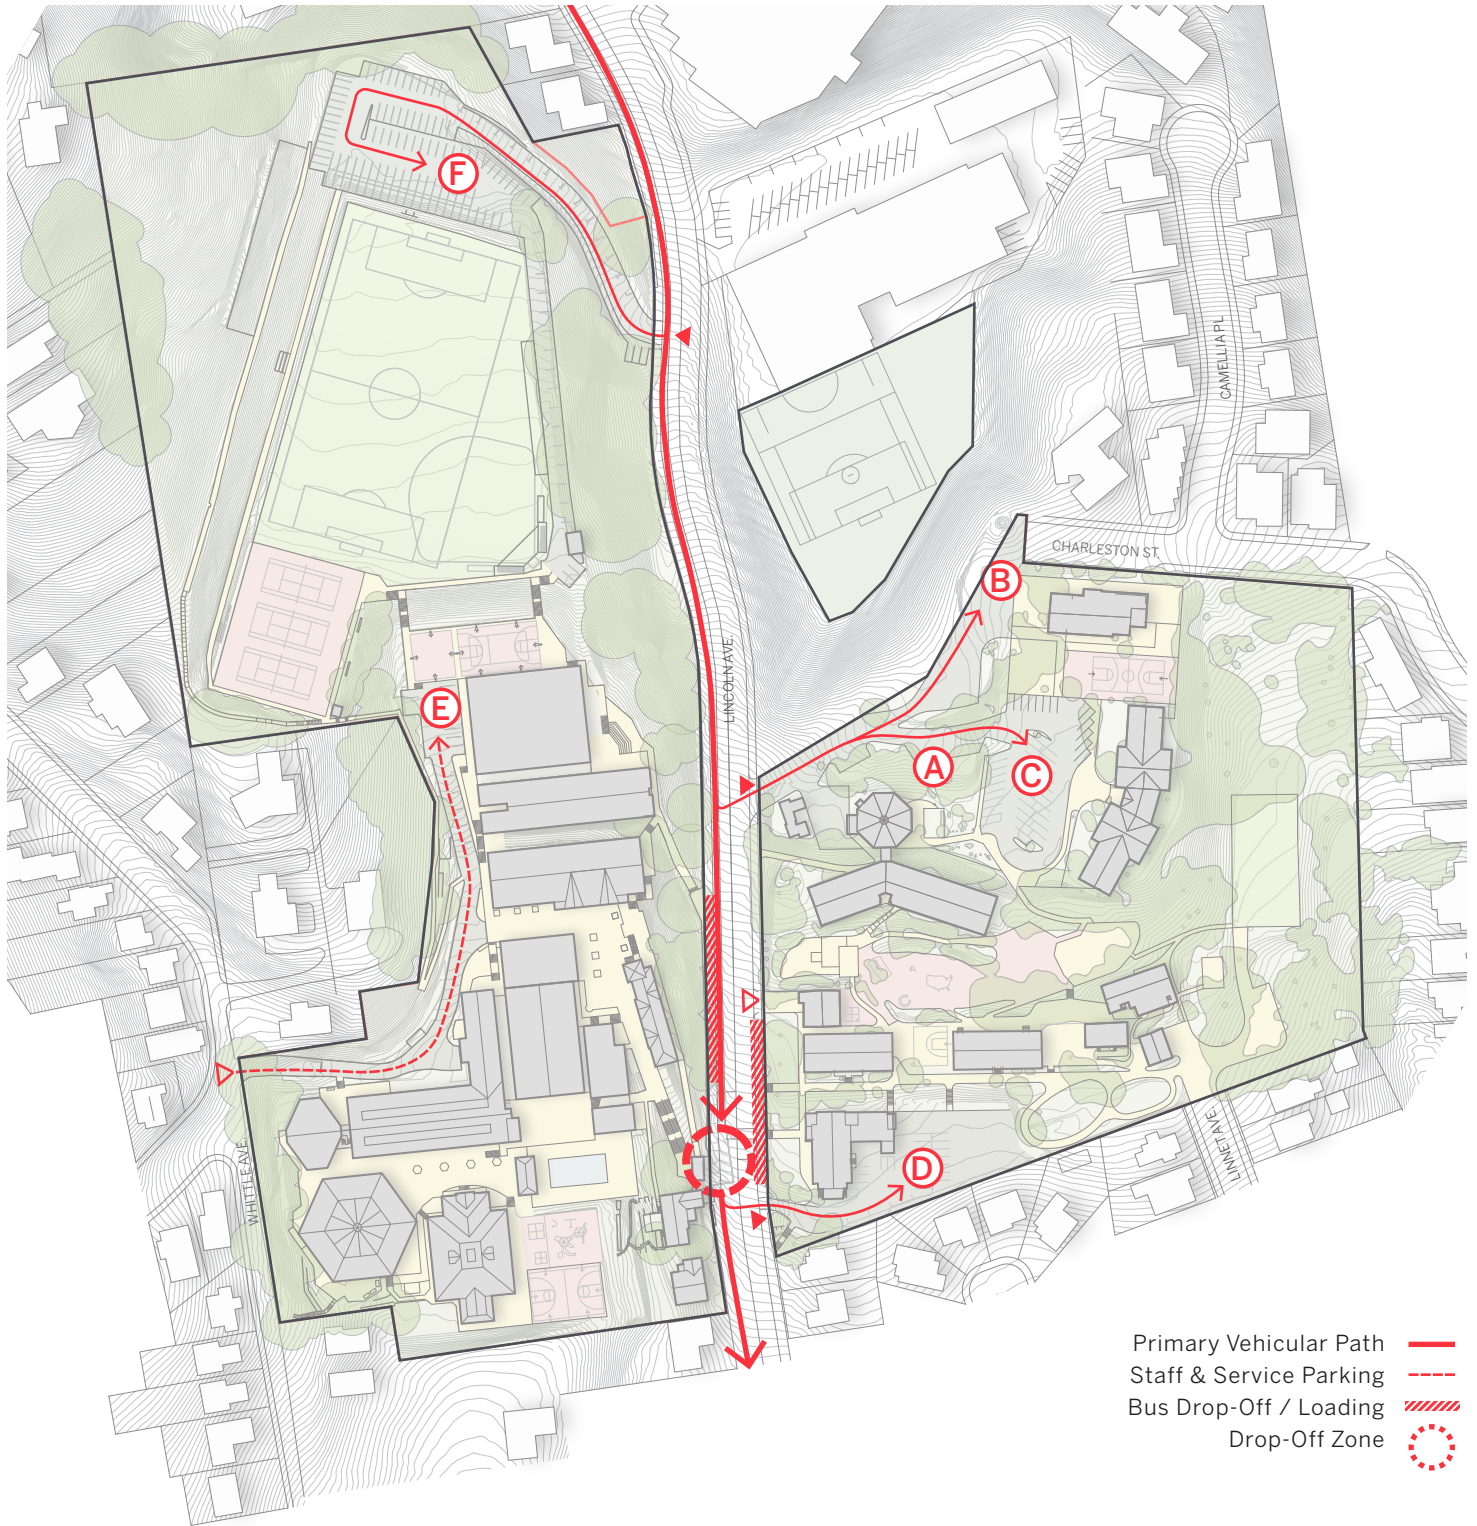 F
CAMELLIA PL
CHARLESTON ST.
B
LINCOLN AVE.
E
A
C
WHITTLE AVE.
D
LINNET AVE.
Primary Vehicular Path
Staff & Service Parking
Bus Drop-Off / Loading
Drop-Off Zone